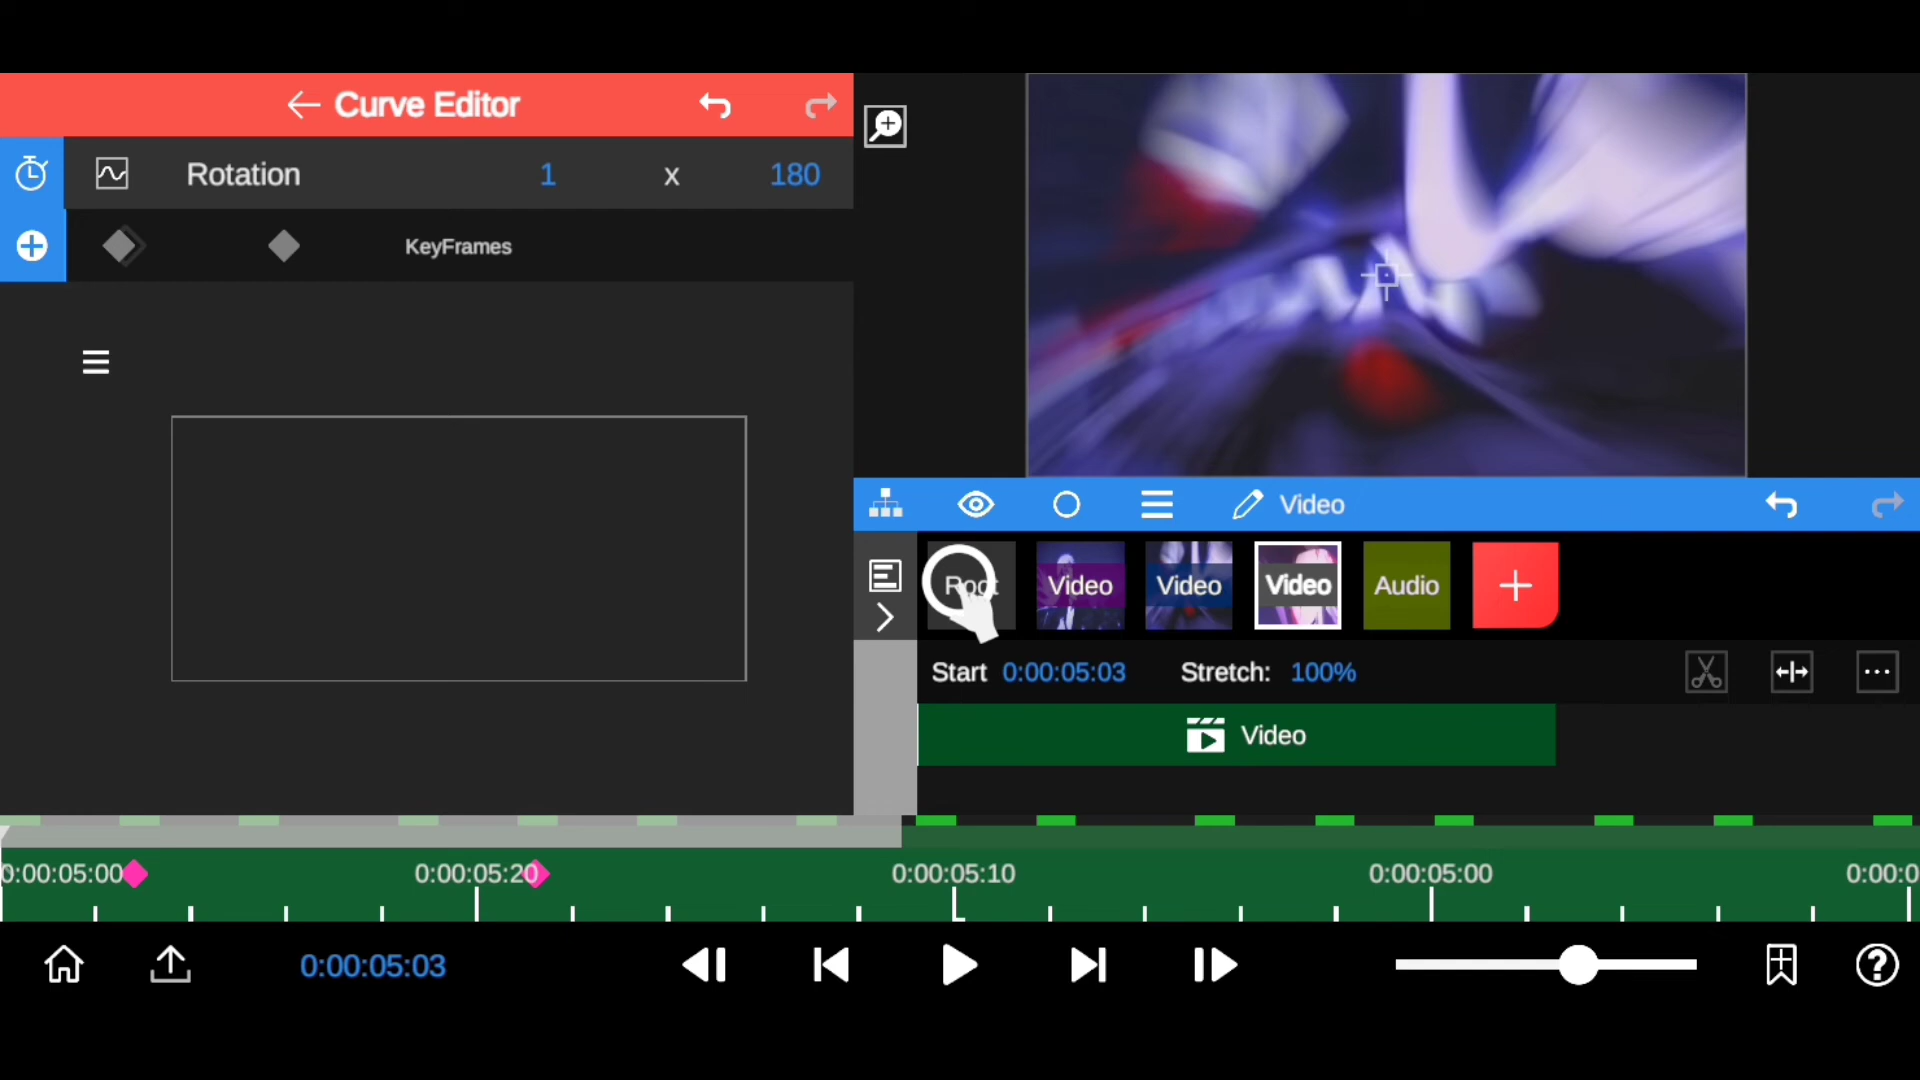 Curve Editor
Rotation 1 x 180
KeyFrames
Video
Root Video Video Video Audio
Start 0:00:05:03 Stretch: 100%
Video
0:00:05:00 0:00:05:20 0:00:05:10 0:00:05:00 0:00:0
0:00:05:03